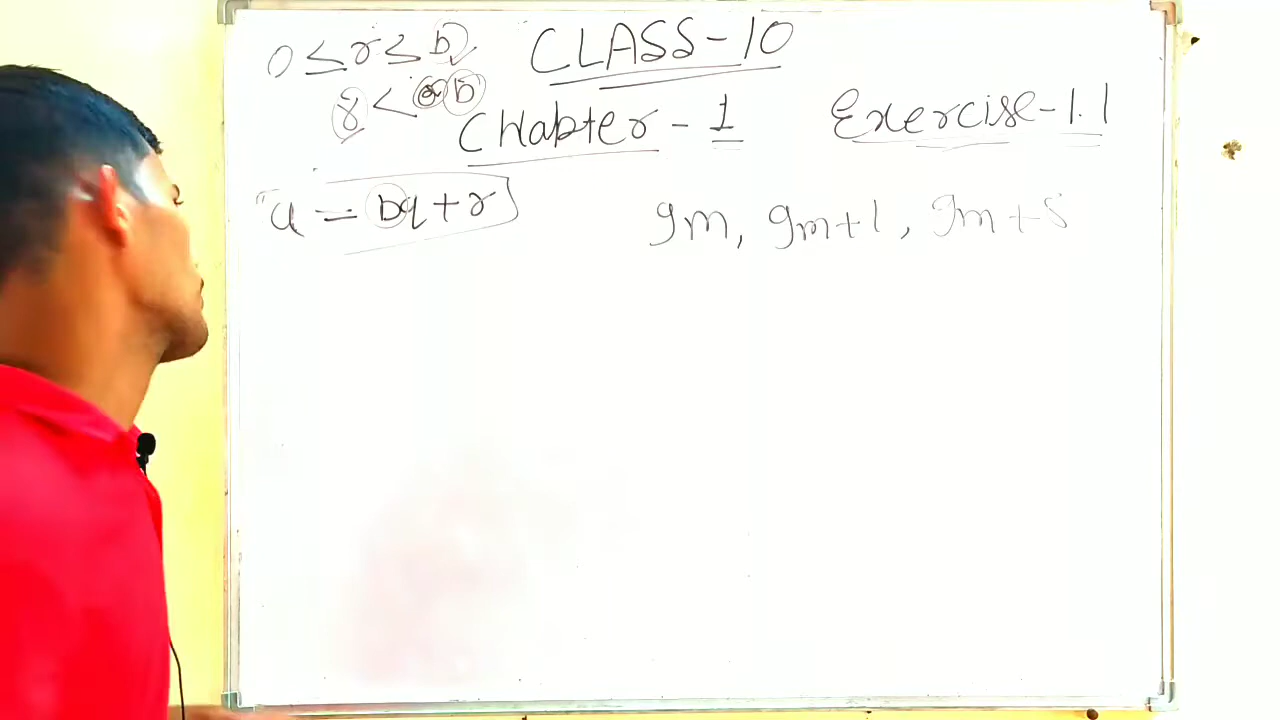 0 ≤ r ≤ b
CLASS-10
r < b
Chapter - 1
Exercise-1.1
a = bq + r
9m, 9m+1, 9m+8